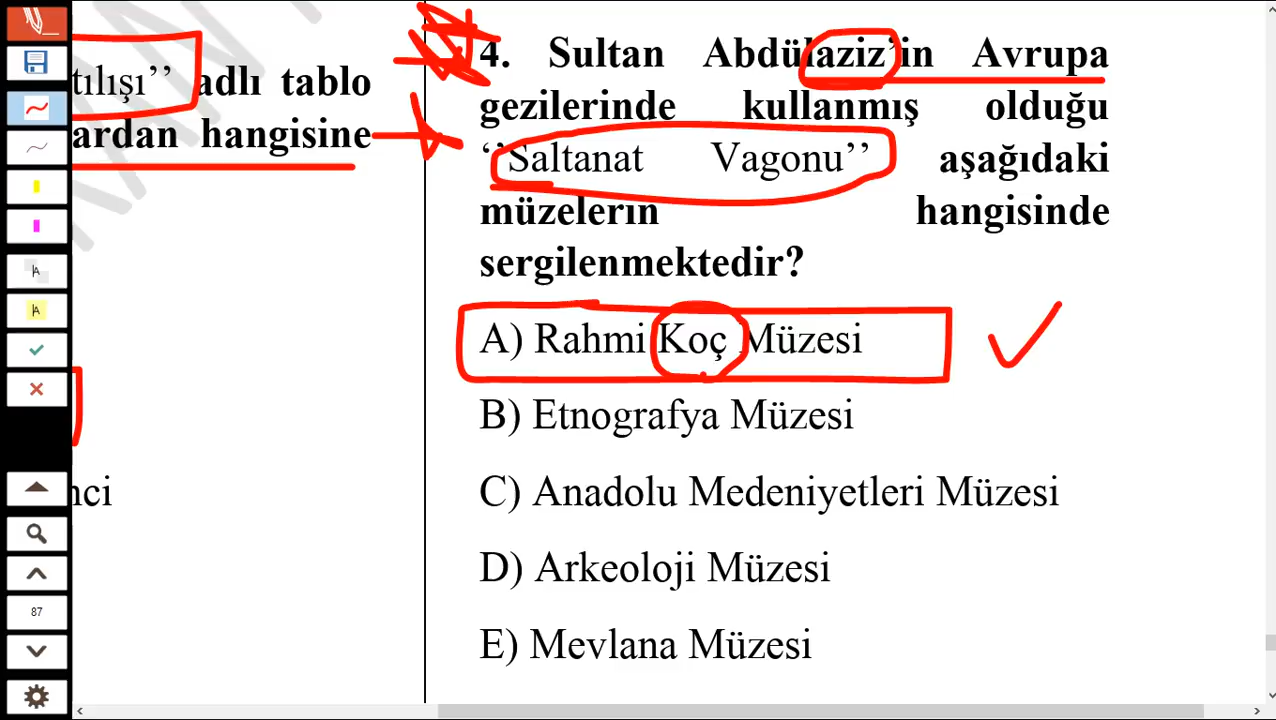 tılışı’’ adlı tablo
ardan hangisine
nci
4. Sultan Abdülaziz’in Avrupa
gezilerinde kullanmış olduğu
‘’Saltanat Vagonu’’ aşağıdaki
müzelerin hangisinde
sergilenmektedir?
A) Rahmi Koç Müzesi
B) Etnografya Müzesi
C) Anadolu Medeniyetleri Müzesi
D) Arkeoloji Müzesi
E) Mevlana Müzesi
A
A
87